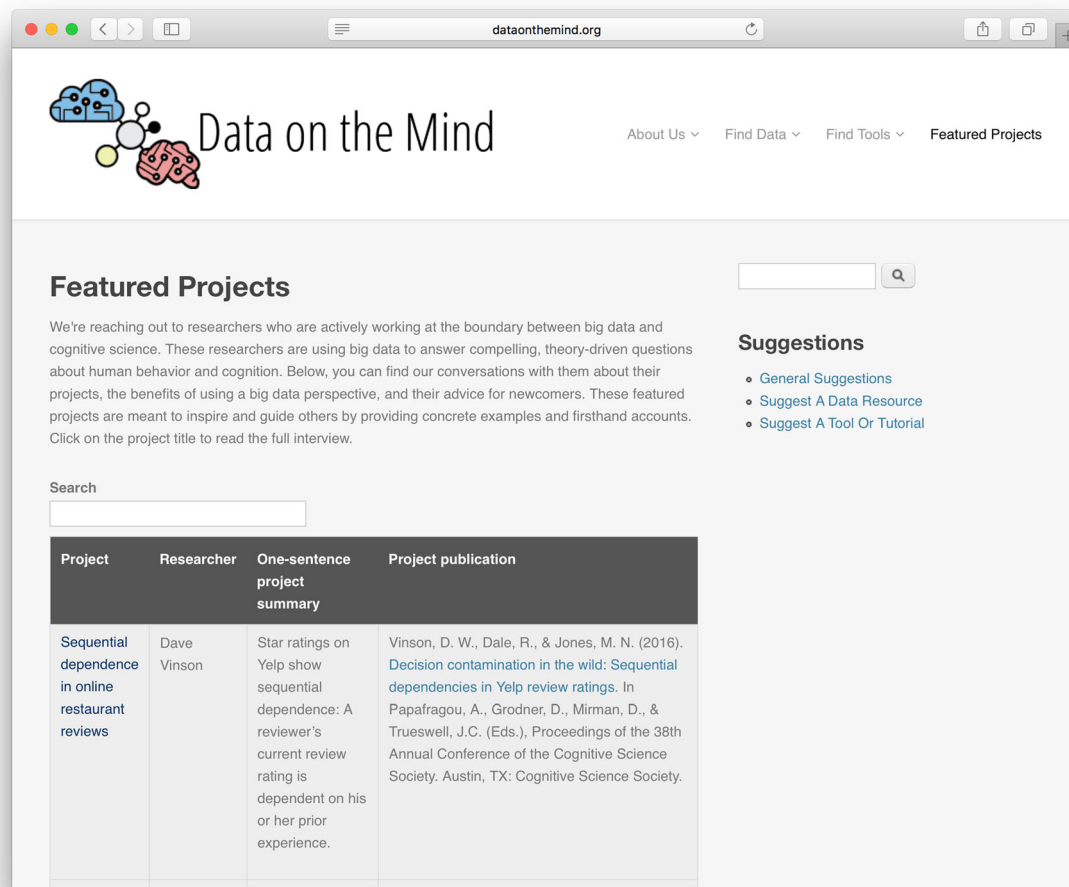 dataonthemind.org
Data on the Mind
About Us
Find Data
Find Tools
Featured Projects
Featured Projects
We're reaching out to researchers who are actively working at the boundary between big data and
cognitive science. These researchers are using big data to answer compelling, theory-driven questions
about human behavior and cognition. Below, you can find our conversations with them about their
projects, the benefits of using a big data perspective, and their advice for newcomers. These featured
projects are meant to inspire and guide others by providing concrete examples and firsthand accounts.
Click on the project title to read the full interview.
Search
Suggestions
General Suggestions
Suggest A Data Resource
Suggest A Tool Or Tutorial
Project
Researcher
One-sentence
project
summary
Project publication
Sequential
dependence
in online
restaurant
reviews
Dave
Vinson
Star ratings on
Yelp show
sequential
dependence: A
reviewer's
current review
rating is
dependent on his
or her prior
experience.
Vinson, D. W., Dale, R., & Jones, M. N. (2016).
Decision contamination in the wild: Sequential
dependencies in Yelp review ratings. In
Papafragou, A., Grodner, D., Mirman, D., &
Trueswell, J.C. (Eds.), Proceedings of the 38th
Annual Conference of the Cognitive Science
Society. Austin, TX: Cognitive Science Society.